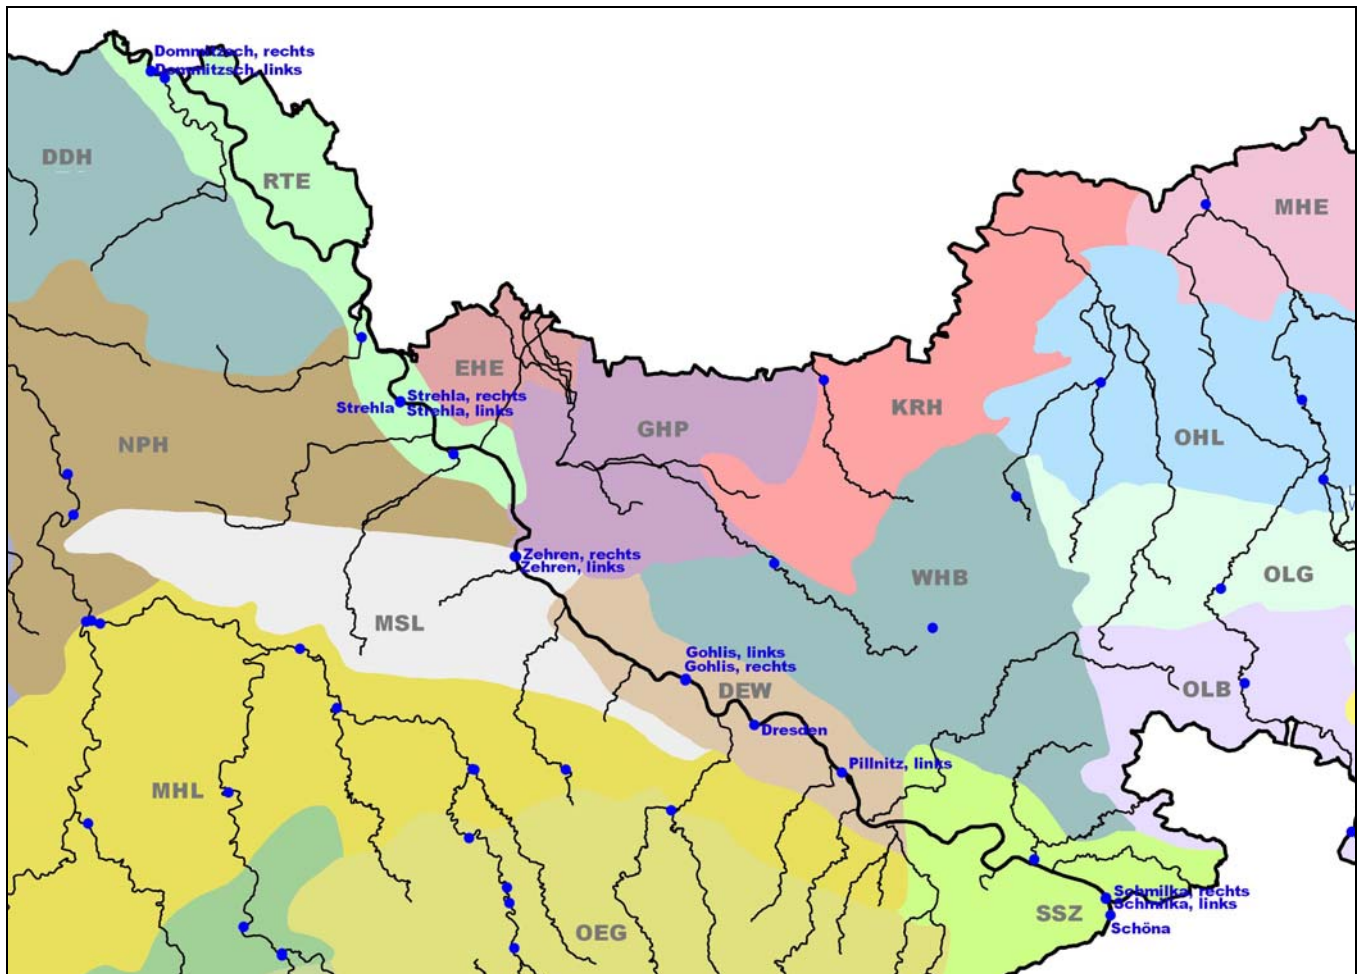 Dommitzsch, rechts
Dommitzsch, links
DDH
RTE
MHE
EHE
Strehla, rechts
Strehla
Strehla, links
KRH
GHP
NPH
OHL
Zehren, rechts
Zehren, links
WHB
OLG
MSL
Gohlis, links
Gohlis, rechts
DEW
OLB
Dresden
Pillnitz, links
MHL
Schmilka, rechts
Schmilka, links
SSZ
Schöna
OEG